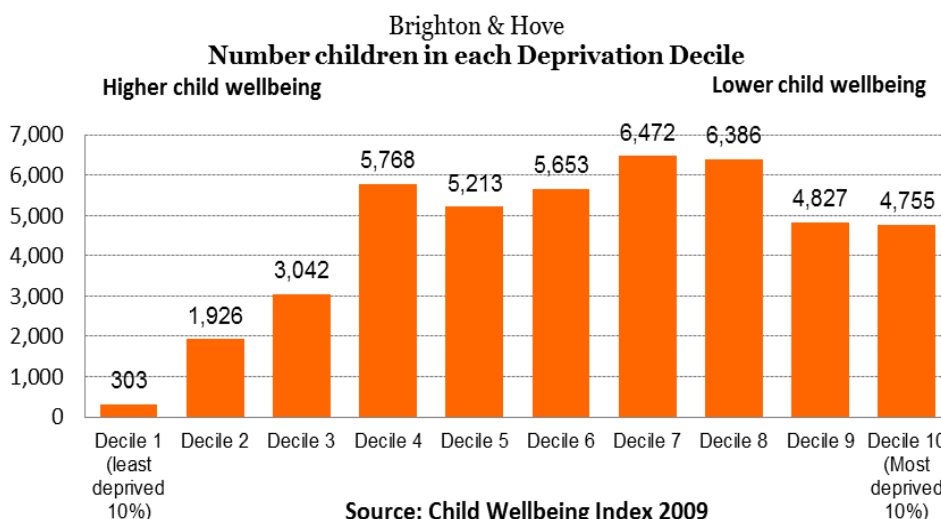 Brighton & Hove
Number children in each Deprivation Decile
Higher child wellbeing
Lower child wellbeing
7,000
6,000
5,000
4,000
3,000
2,000
1,000
0
303
1,926
3,042
5,768
5,213
5,653
6,472
6,386
4,827
4,755
Decile 1
(least
deprived
10%)
Decile 2
Decile 3
Decile 4
Decile 5
Decile 6
Decile 7
Decile 8
Decile 9
Decile 10
(Most
deprived
10%)
Source: Child Wellbeing Index 2009